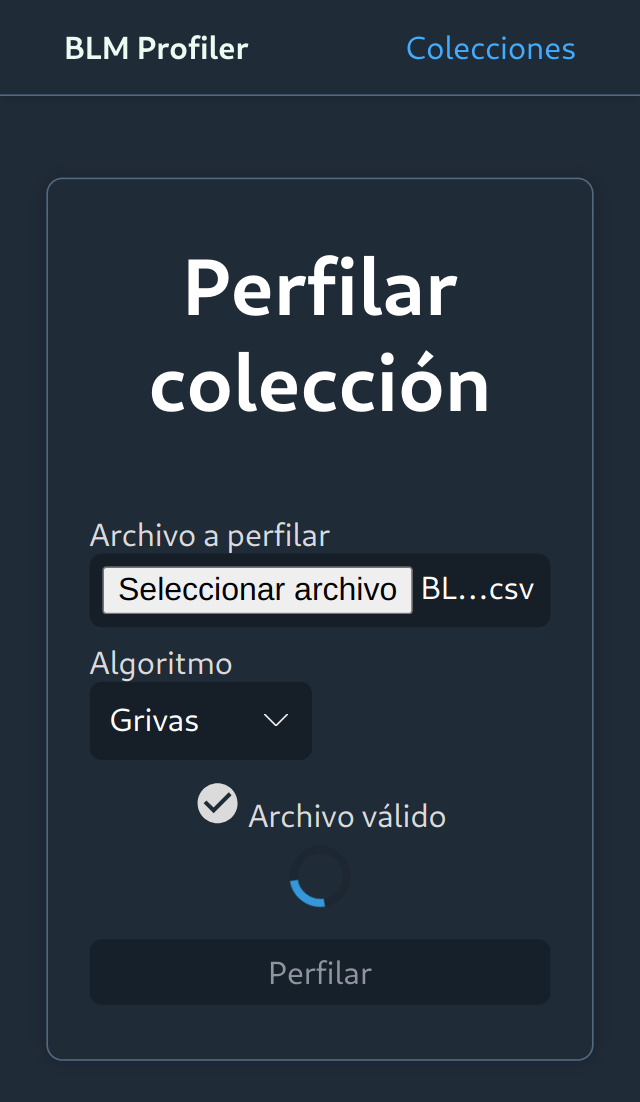 BLM Profiler Colecciones
Perfilar
colección
Archivo a perfilar
Seleccionar archivo BL...csv
Algoritmo
Grivas
Archivo válido
Perfilar